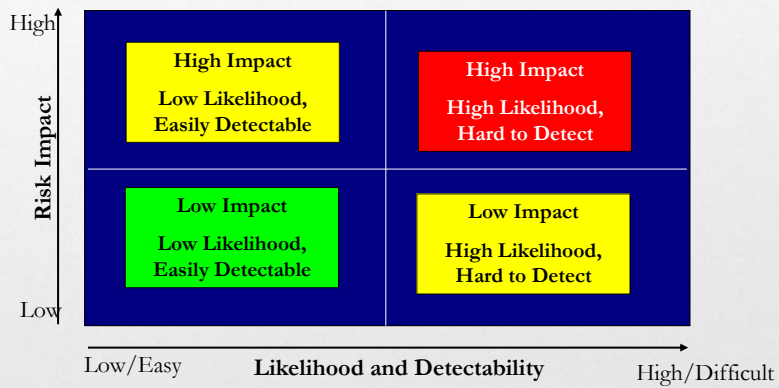 High
Risk Impact
Low
High Impact
Low Likelihood,
Easily Detectable
High Impact
High Likelihood,
Hard to Detect
Low Impact
Low Likelihood,
Easily Detectable
Low Impact
High Likelihood,
Hard to Detect
Low/Easy
Likelihood and Detectability
High/Difficult